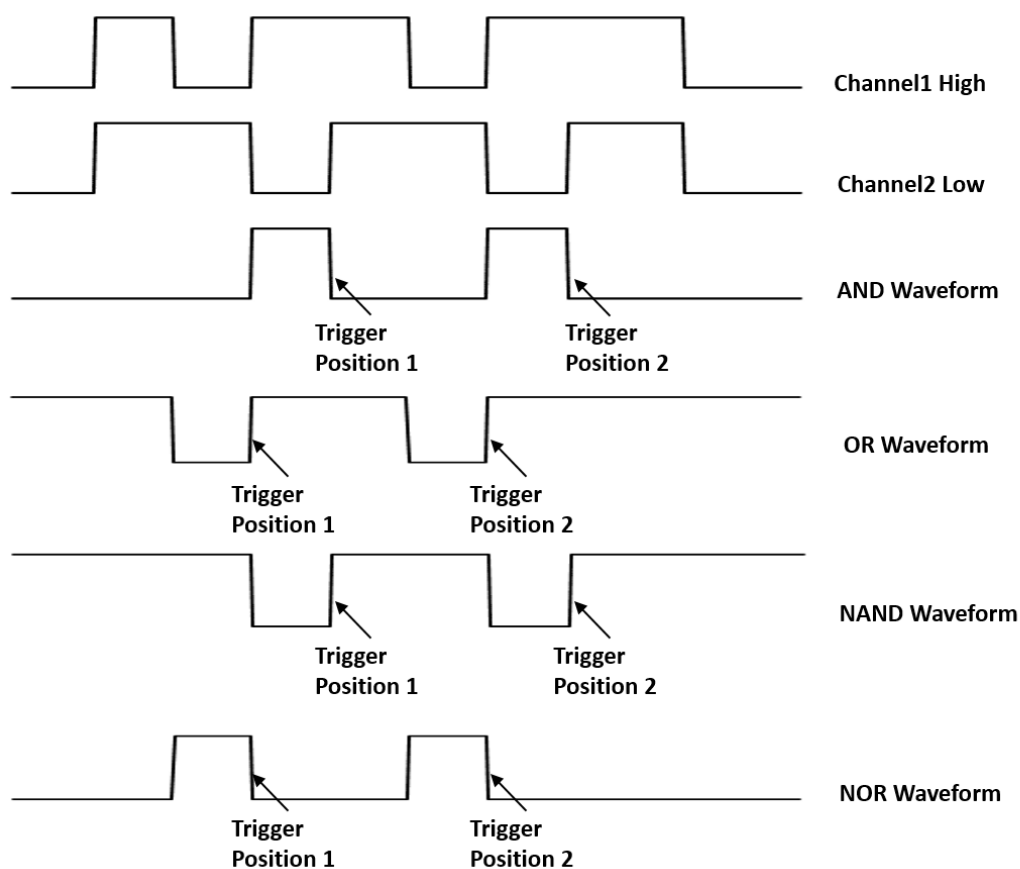 Channel1 High
Channel2 Low
AND Waveform
Trigger
Position 1
Trigger
Position 2
OR Waveform
Trigger
Position 1
Trigger
Position 2
NAND Waveform
Trigger
Position 1
Trigger
Position 2
NOR Waveform
Trigger
Position 1
Trigger
Position 2